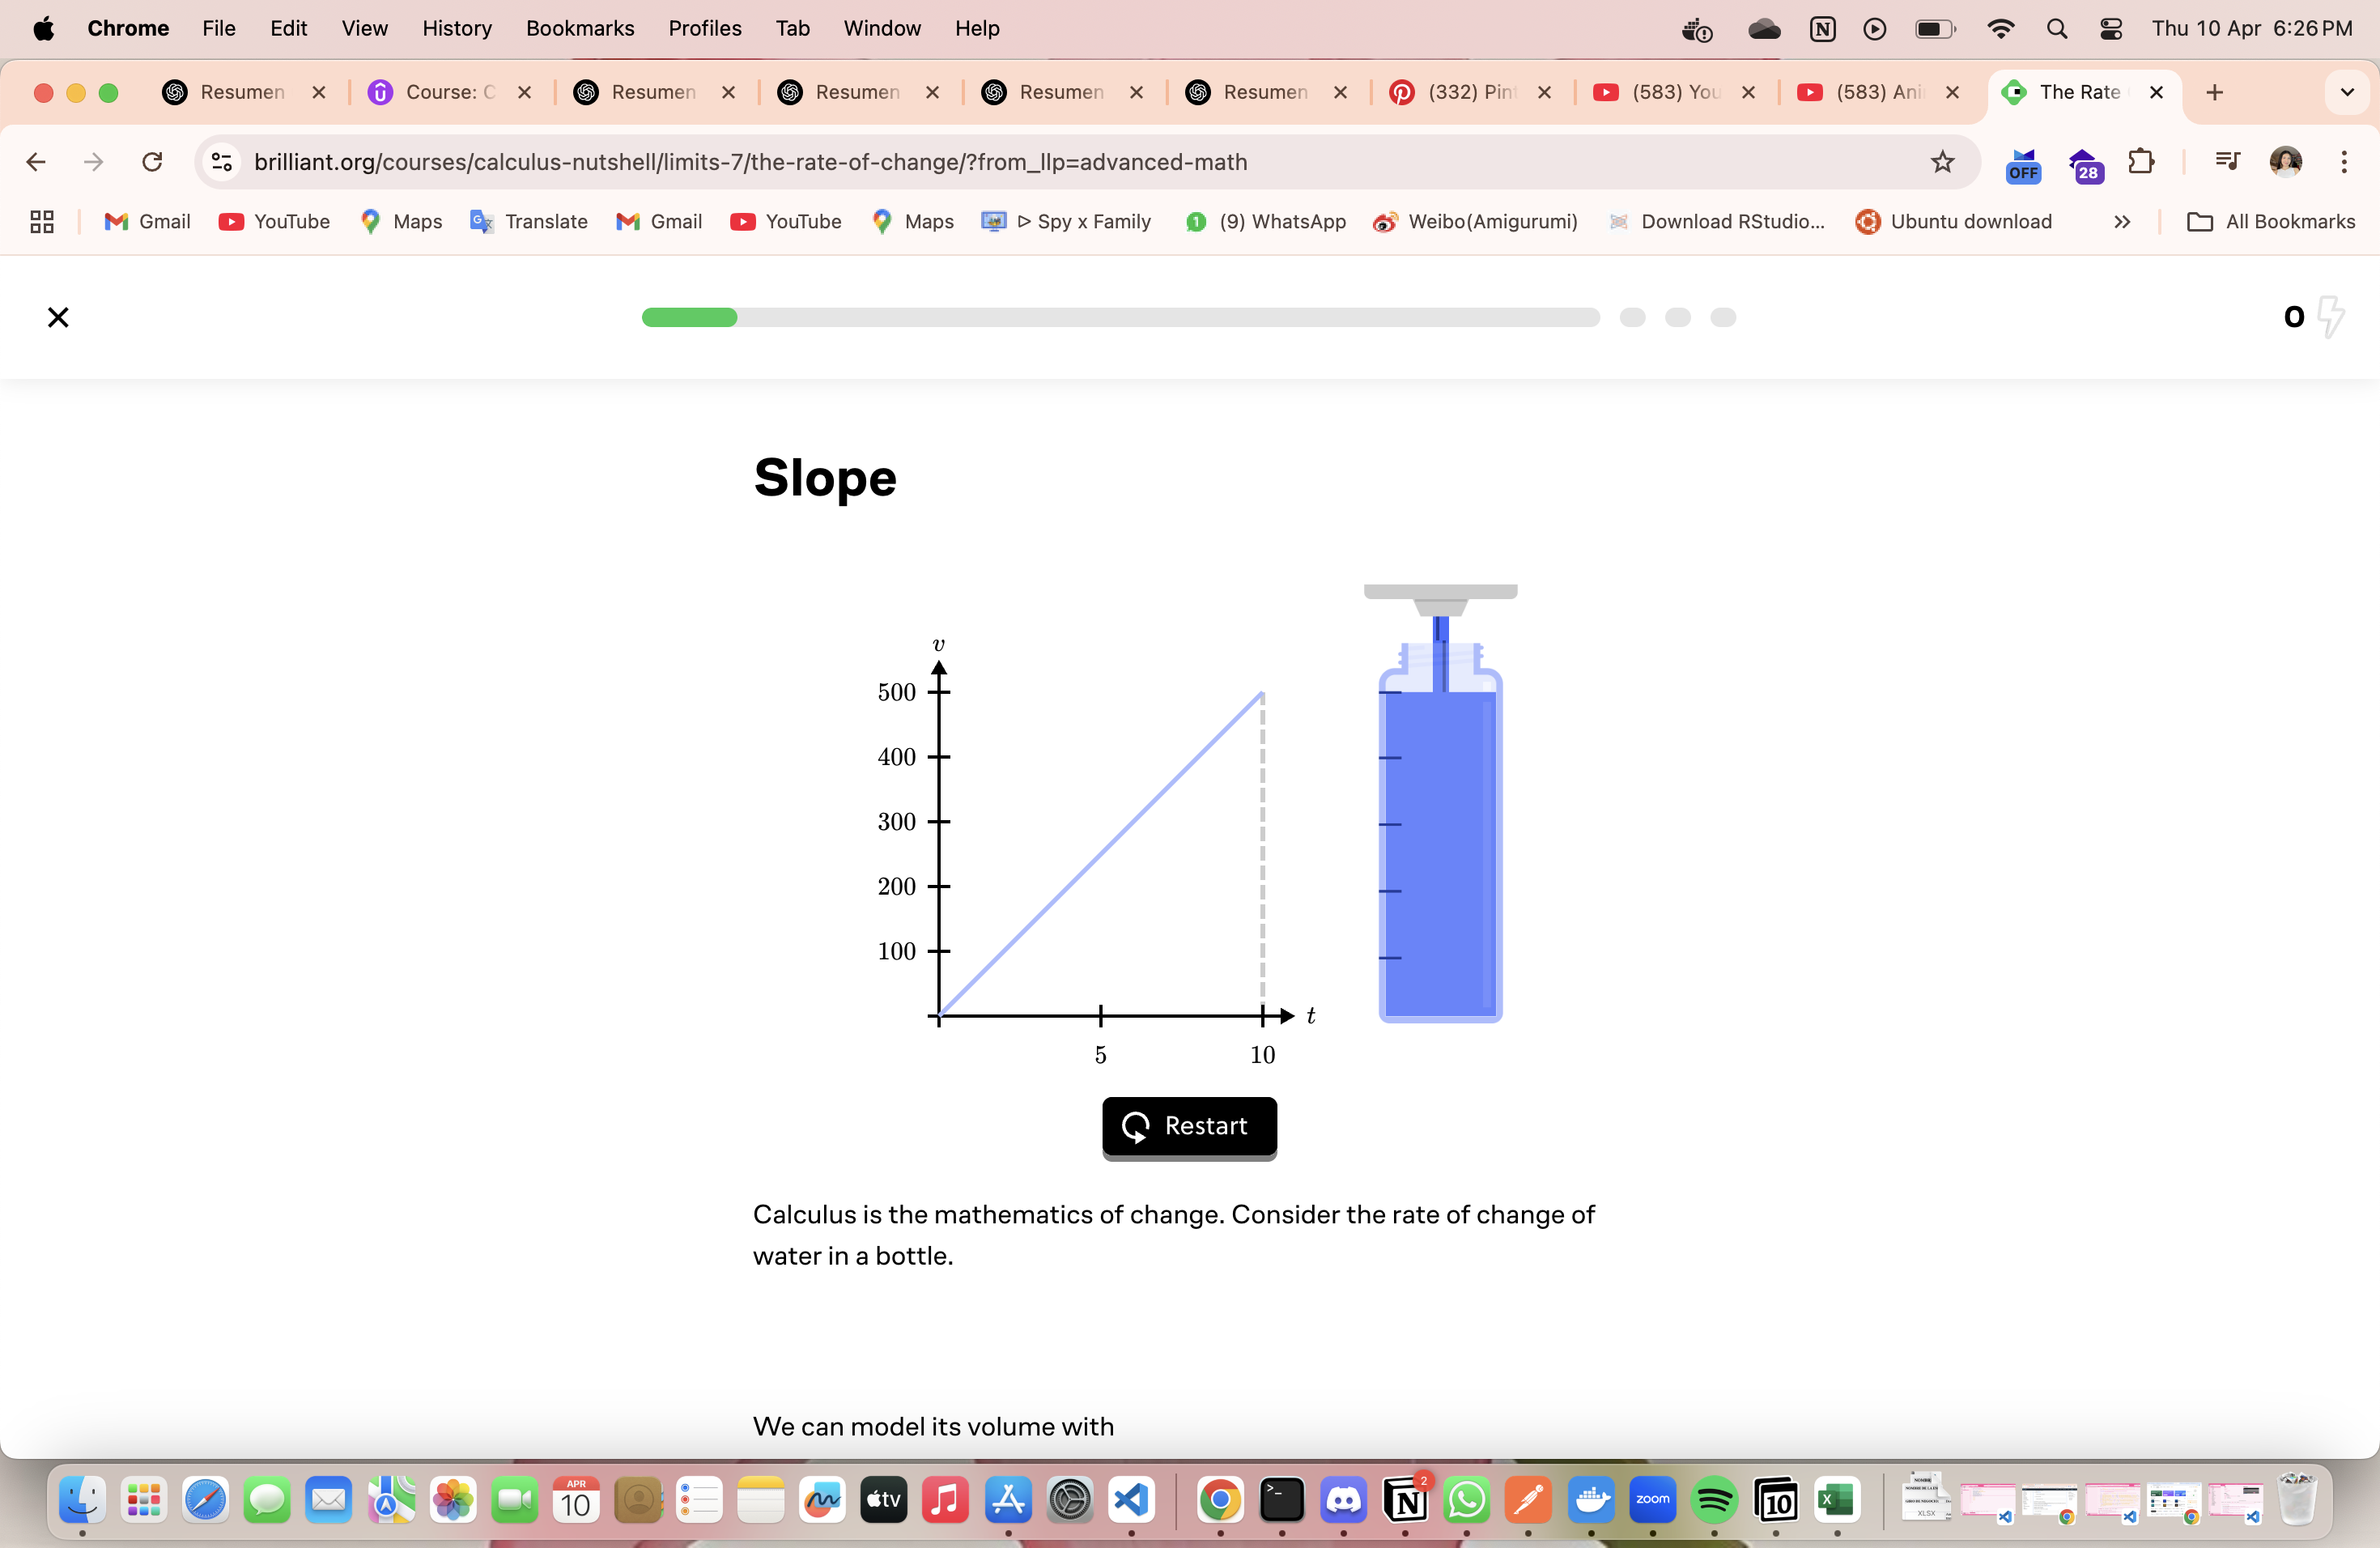 Chrome File Edit View History Bookmarks Profiles Tab Window Help Thu 10 Apr 6:26 PM
Resumen Course: C Resumen Resumen Resumen Resumen (332) Pin (583) You (583) Ani The Rate
brilliant.org/courses/calculus-nutshell/limits-7/the-rate-of-change/?from_llp=advanced-math OFF 28
Gmail YouTube Maps Translate Gmail YouTube Maps ▷ Spy x Family (9) WhatsApp Weibo(Amigurumi) Download RStudio... Ubuntu download » All Bookmarks
0
Slope
v
500
400
300
200
100
t
5 10
Restart
Calculus is the mathematics of change. Consider the rate of change of
water in a bottle.
We can model its volume with
APR
10 tv 2 zoom 10 XLSX